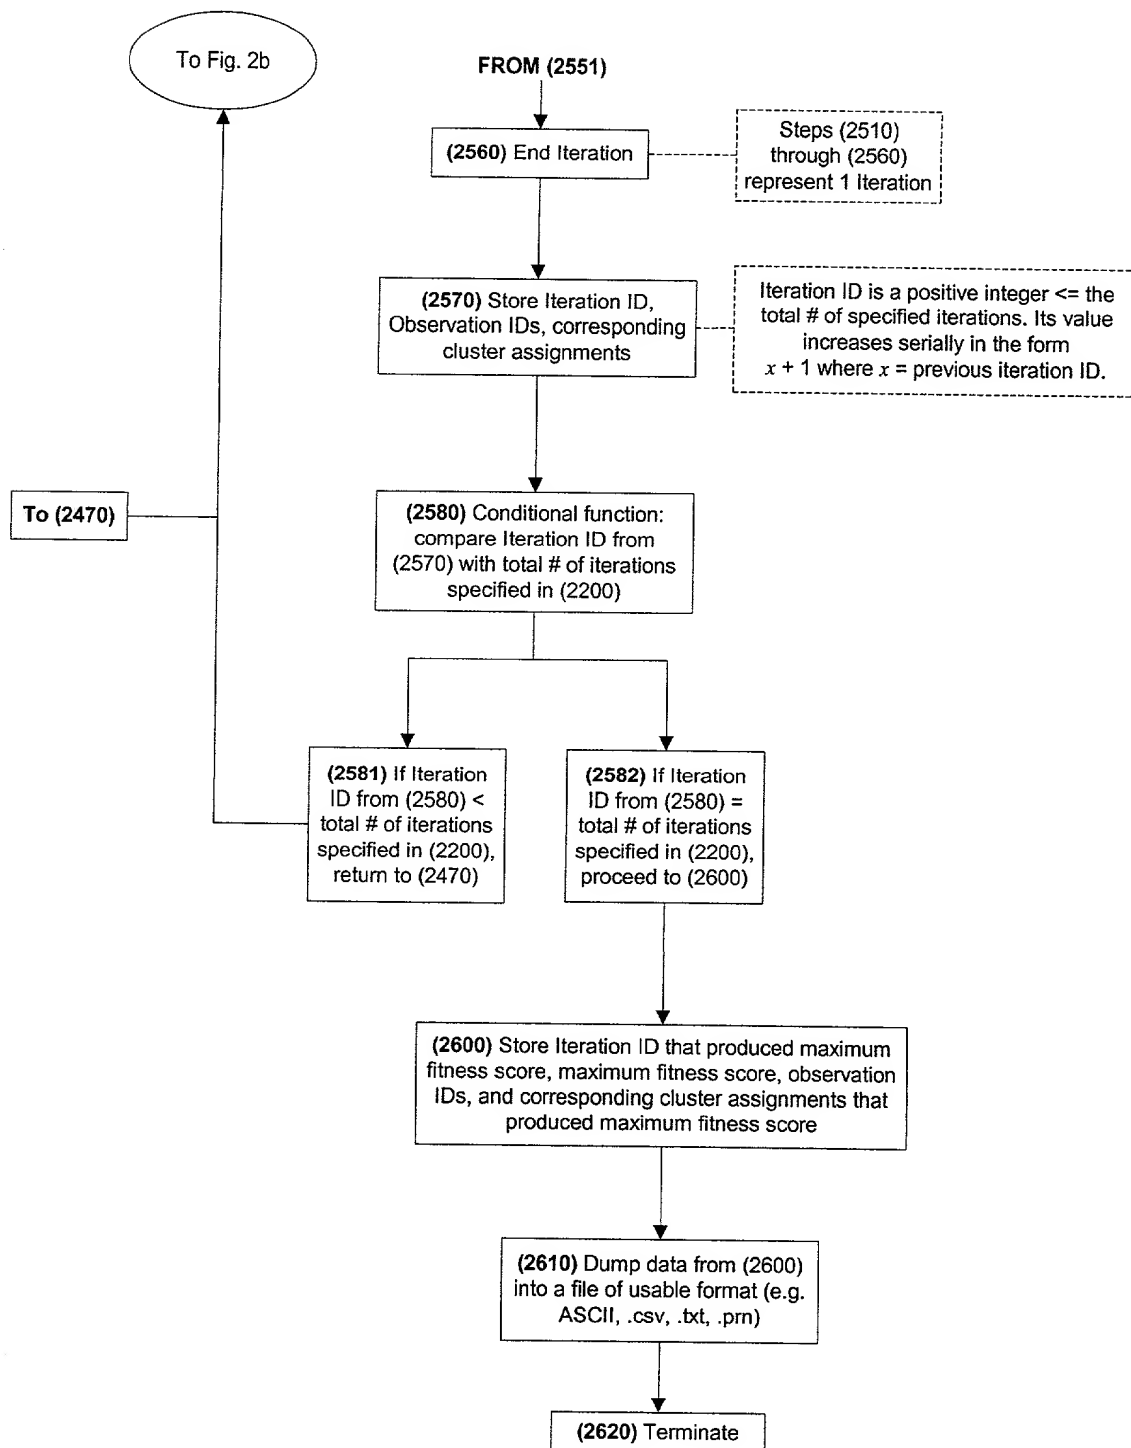 To Fig. 2b
FROM (2551)
(2560) End Iteration
Steps (2510)
through (2560)
represent 1 Iteration
(2570) Store Iteration ID,
Observation IDs, corresponding
cluster assignments
Iteration ID is a positive integer <= the
total # of specified iterations. Its value
increases serially in the form
x + 1 where x = previous iteration ID.
To (2470)
(2580) Conditional function:
compare Iteration ID from
(2570) with total # of iterations
specified in (2200)
(2581) If Iteration
ID from (2580) <
total # of iterations
specified in (2200),
return to (2470)
(2582) If Iteration
ID from (2580) =
total # of iterations
specified in (2200),
proceed to (2600)
(2600) Store Iteration ID that produced maximum
fitness score, maximum fitness score, observation
IDs, and corresponding cluster assignments that
produced maximum fitness score
(2610) Dump data from (2600)
into a file of usable format (e.g.
ASCII, .csv, .txt, .prn)
(2620) Terminate